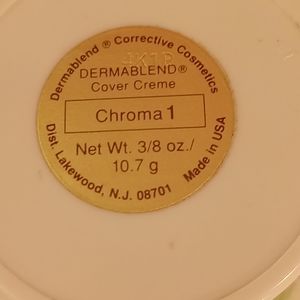 Dermablend® Corrective Cosmetics
DERMABLEND®
Cover Creme
Chroma 1
Net Wt. 3/8 oz./
10.7 g
Dist. Lakewood, N.J. 08701
Made in USA